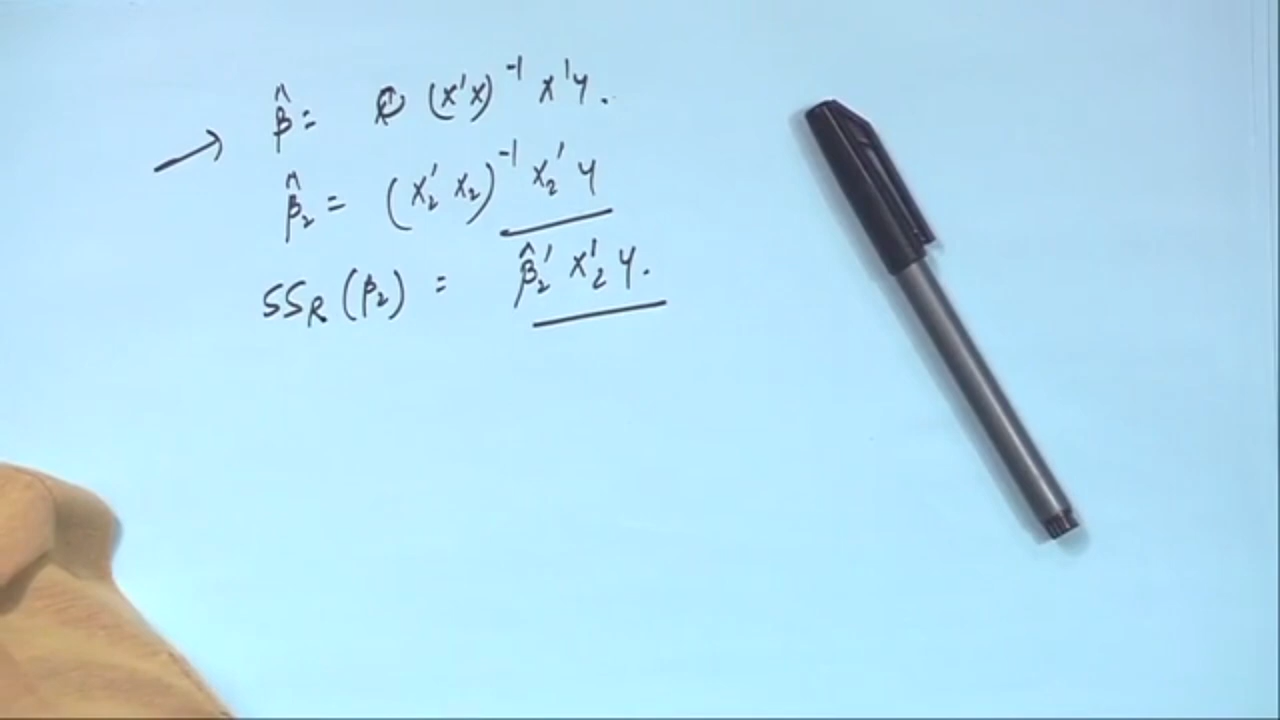 β̂ = (X'X)⁻¹ X'Y.
β̂₂ = (X₂' X₂)⁻¹ X₂' Y
SS_R (β₂) = β̂₂' X₂' Y.